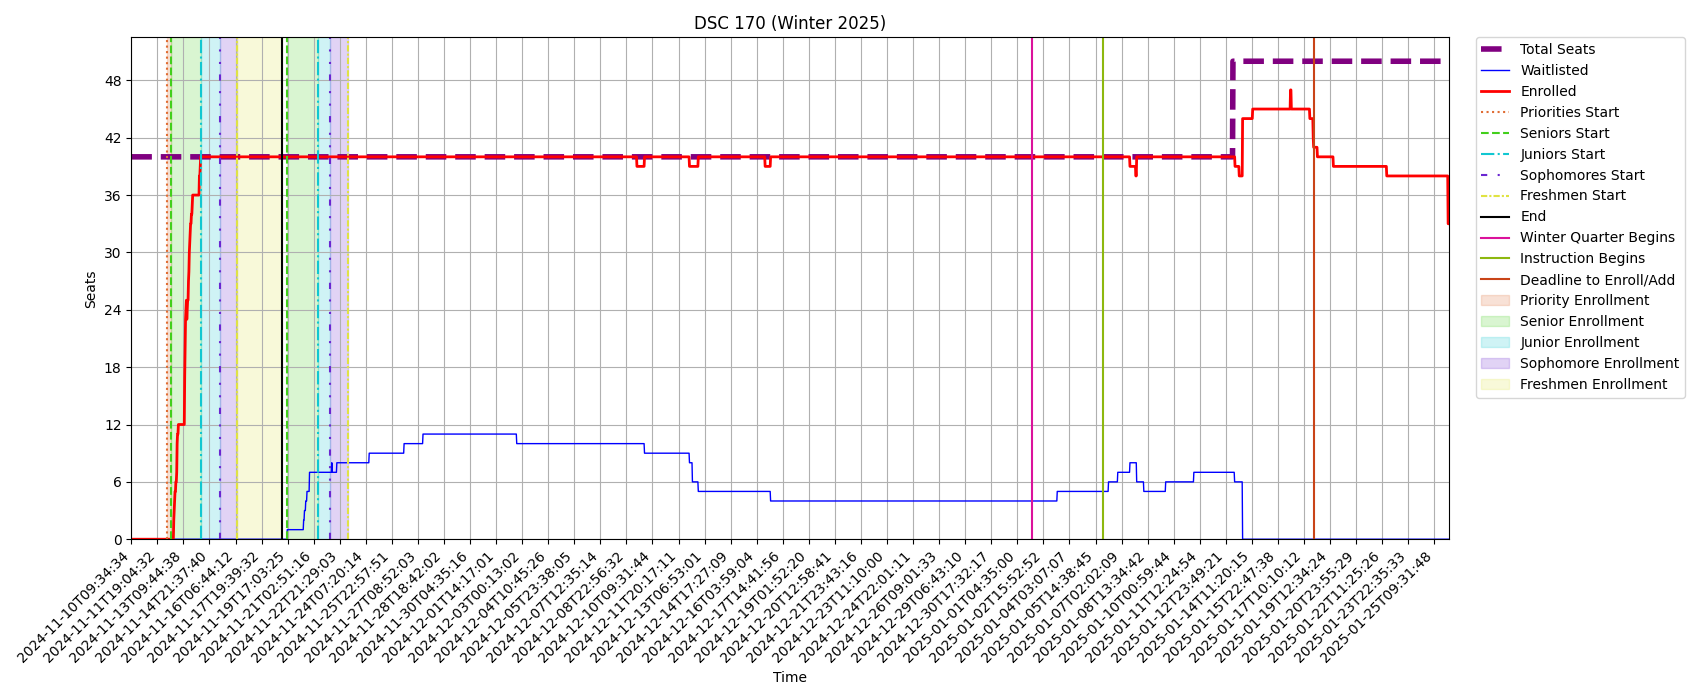 DSC 170 (Winter 2025)
Seats
48
42
36
30
24
18
12
6
0
2024-11-10T09:34:34
2024-11-11T19:04:32
2024-11-13T09:44:38
2024-11-14T21:37:40
2024-11-16T06:44:12
2024-11-17T19:39:32
2024-11-19T17:03:25
2024-11-21T02:51:16
2024-11-22T21:29:03
2024-11-24T07:20:14
2024-11-25T22:57:51
2024-11-27T08:52:03
2024-11-28T18:42:02
2024-11-30T04:35:16
2024-12-01T14:17:01
2024-12-03T00:13:02
2024-12-04T10:45:26
2024-12-05T23:38:05
2024-12-07T12:35:14
2024-12-08T22:56:32
2024-12-10T09:31:44
2024-12-11T20:17:11
2024-12-13T06:53:01
2024-12-14T17:27:09
2024-12-16T03:59:04
2024-12-17T14:41:56
2024-12-19T01:52:20
2024-12-20T12:58:41
2024-12-21T23:43:16
2024-12-23T11:10:00
2024-12-24T22:01:11
2024-12-26T09:01:33
2024-12-29T06:43:10
2024-12-30T17:32:17
2025-01-01T04:35:00
2025-01-02T15:52:52
2025-01-04T03:07:07
2025-01-05T14:38:45
2025-01-07T02:02:09
2025-01-08T13:34:42
2025-01-10T00:59:44
2025-01-11T12:24:54
2025-01-12T23:49:21
2025-01-14T11:20:15
2025-01-15T22:47:38
2025-01-17T10:10:12
2025-01-19T12:34:24
2025-01-20T23:55:29
2025-01-22T11:25:26
2025-01-23T22:35:33
2025-01-25T09:31:48
Time
Total Seats
Waitlisted
Enrolled
Priorities Start
Seniors Start
Juniors Start
Sophomores Start
Freshmen Start
End
Winter Quarter Begins
Instruction Begins
Deadline to Enroll/Add
Priority Enrollment
Senior Enrollment
Junior Enrollment
Sophomore Enrollment
Freshmen Enrollment